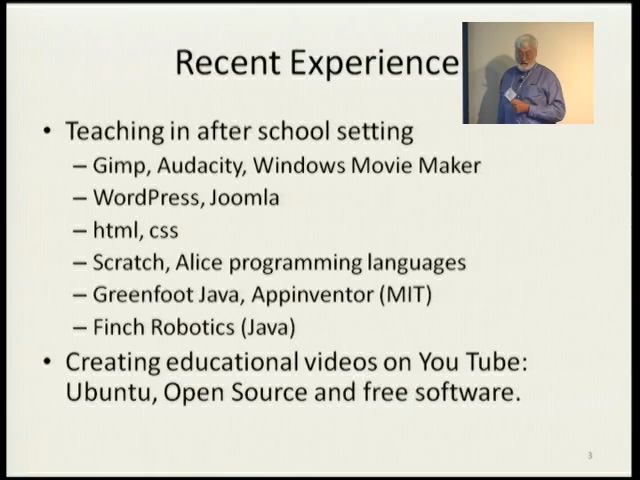 Recent Experience
• Teaching in after school setting
– Gimp, Audacity, Windows Movie Maker
– WordPress, Joomla
– html, css
– Scratch, Alice programming languages
– Greenfoot Java, Appinventor (MIT)
– Finch Robotics (Java)
• Creating educational videos on You Tube:
Ubuntu, Open Source and free software.
3